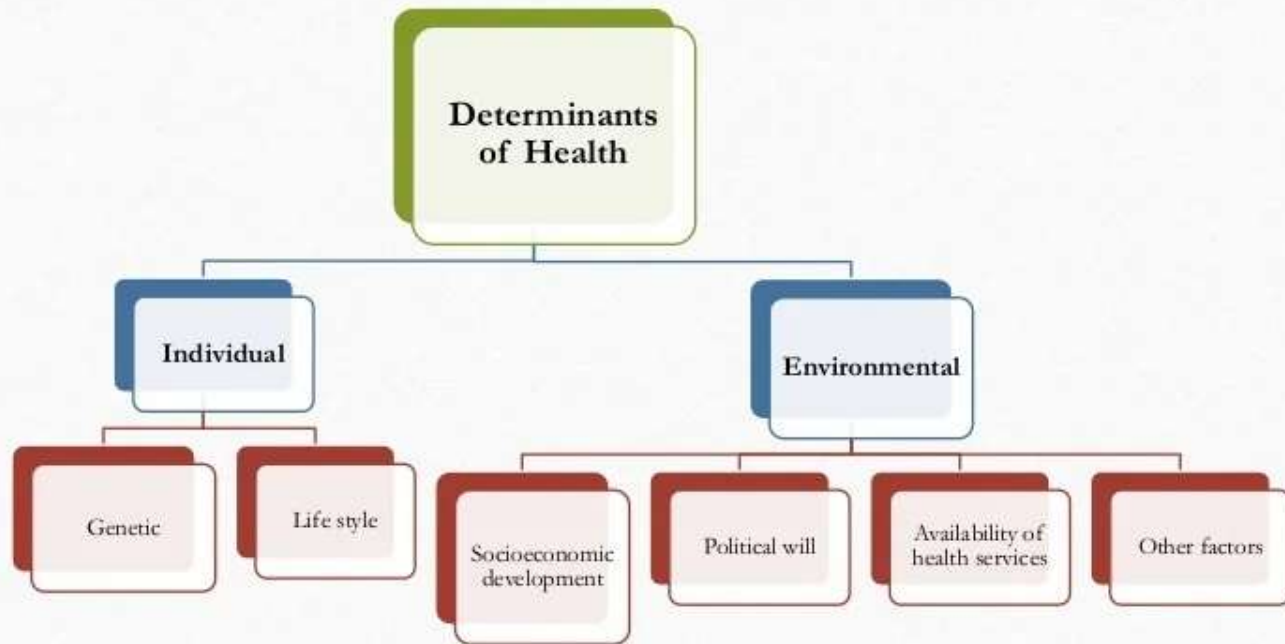 Determinants
of Health
Individual
Environmental
Genetic
Life style
Socioeconomic
development
Political will
Availability of
health services
Other factors